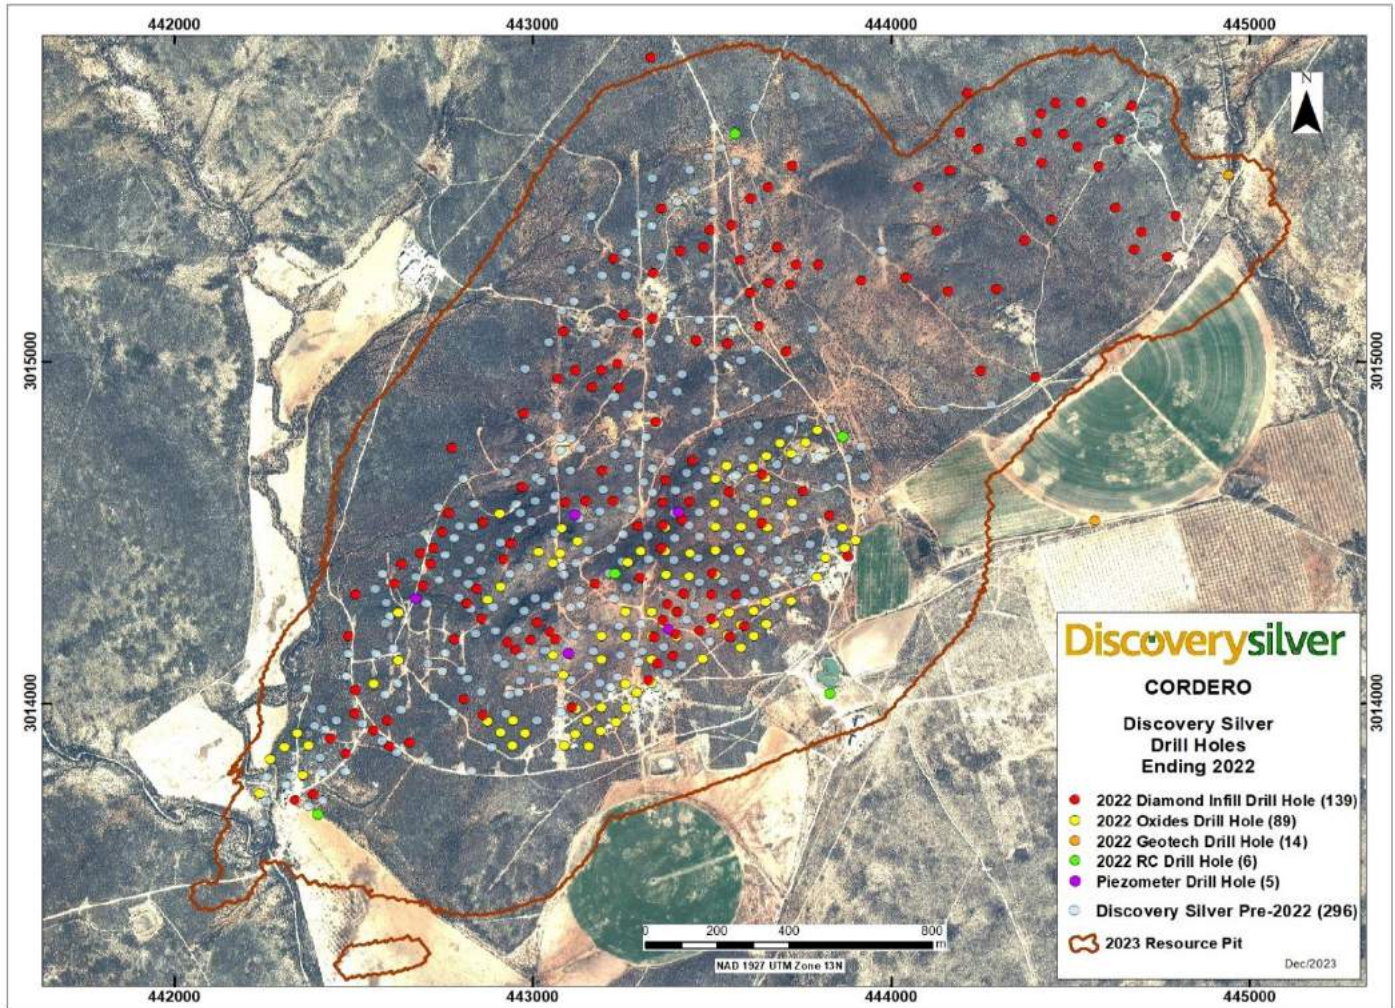 442000 443000 444000 445000
N
3015000 3015000
3014000 3014000
Discoverysilver
CORDERO
Discovery Silver
Drill Holes
Ending 2022
2022 Diamond Infill Drill Hole (139)
2022 Oxides Drill Hole (89)
2022 Geotech Drill Hole (14)
2022 RC Drill Hole (6)
Piezometer Drill Hole (5)
Discovery Silver Pre-2022 (296)
2023 Resource Pit
Dec/2023
0 200 400 800
m
NAD 1927 UTM Zone 13N
442000 443000 444000 445000